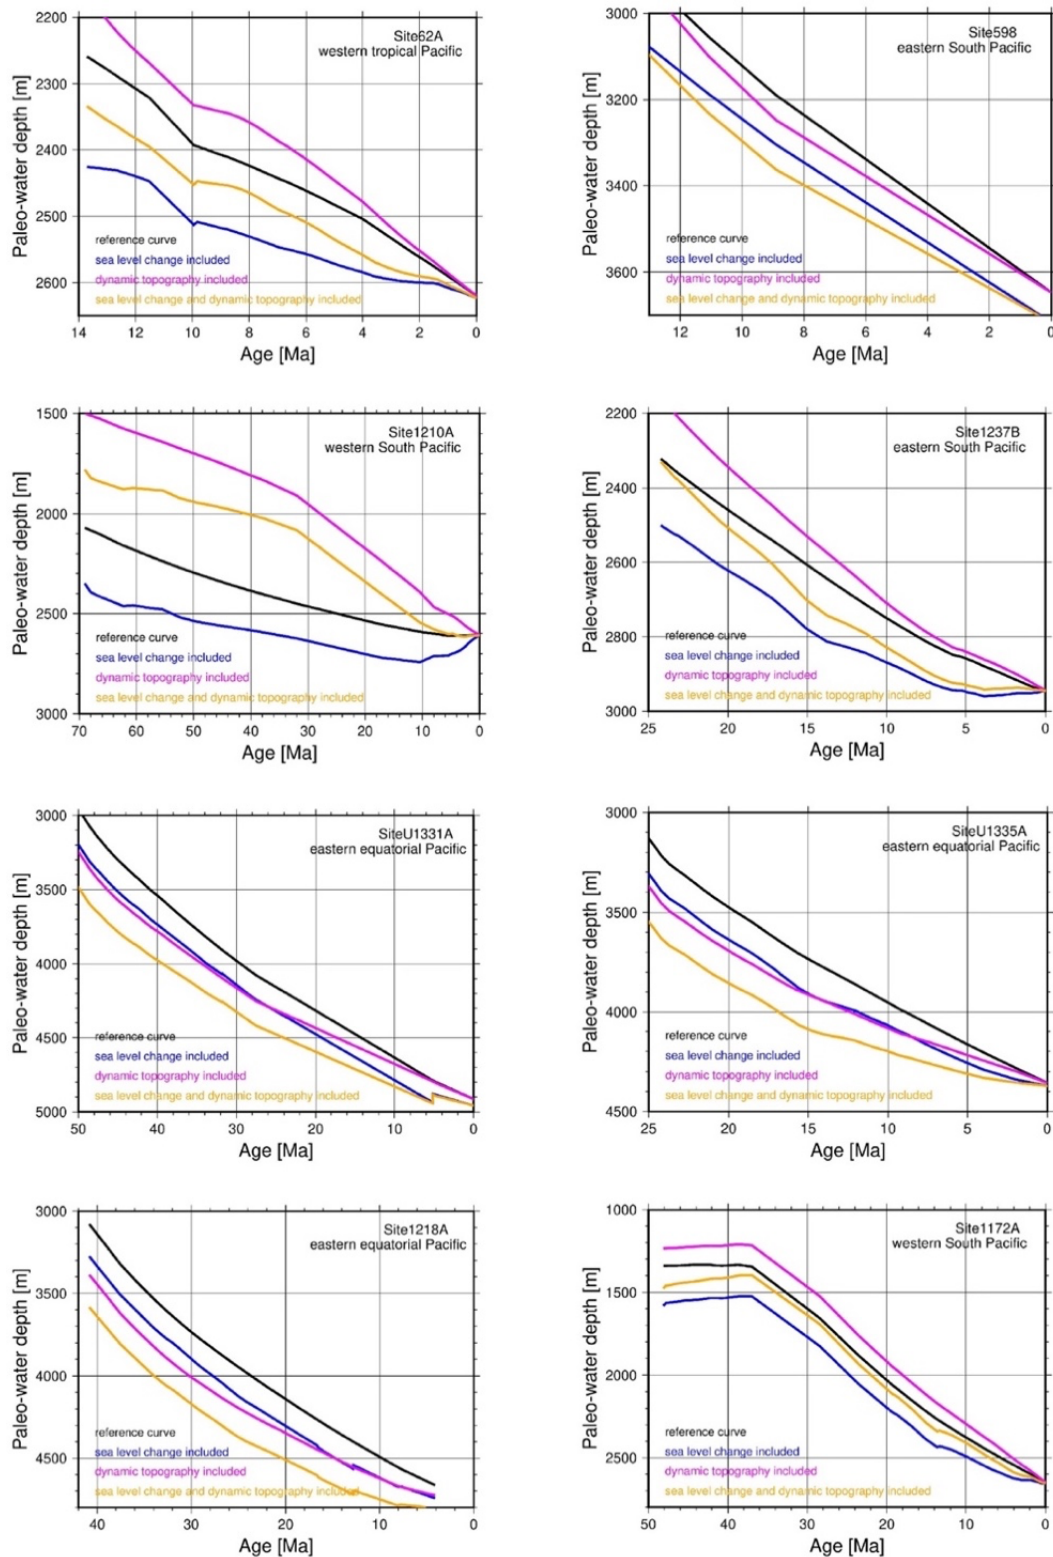 Site62A
western tropical Pacific
2200
2300
2400
2500
2600
Paleo-water depth [m]
reference curve
sea level change included
dynamic topography included
sea level change and dynamic topography included
14 12 10 8 6 4 2 0
Age [Ma]
Site598
eastern South Pacific
3000
3200
3400
3600
Paleo-water depth [m]
reference curve
sea level change included
dynamic topography included
sea level change and dynamic topography included
12 10 8 6 4 2 0
Age [Ma]
Site1210A
western South Pacific
1500
2000
2500
3000
Paleo-water depth [m]
reference curve
sea level change included
dynamic topography included
sea level change and dynamic topography included
70 60 50 40 30 20 10 0
Age [Ma]
Site1237B
eastern South Pacific
2200
2400
2600
2800
3000
Paleo-water depth [m]
reference curve
sea level change included
dynamic topography included
sea level change and dynamic topography included
25 20 15 10 5 0
Age [Ma]
SiteU1331A
eastern equatorial Pacific
3000
3500
4000
4500
5000
Paleo-water depth [m]
reference curve
sea level change included
dynamic topography included
sea level change and dynamic topography included
50 40 30 20 10 0
Age [Ma]
SiteU1335A
eastern equatorial Pacific
3000
3500
4000
4500
Paleo-water depth [m]
reference curve
sea level change included
dynamic topography included
sea level change and dynamic topography included
25 20 15 10 5 0
Age [Ma]
Site1218A
eastern equatorial Pacific
3000
3500
4000
4500
Paleo-water depth [m]
reference curve
sea level change included
dynamic topography included
sea level change and dynamic topography included
40 30 20 10 0
Age [Ma]
Site1172A
western South Pacific
1000
1500
2000
2500
Paleo-water depth [m]
reference curve
sea level change included
dynamic topography included
sea level change and dynamic topography included
50 40 30 20 10 0
Age [Ma]